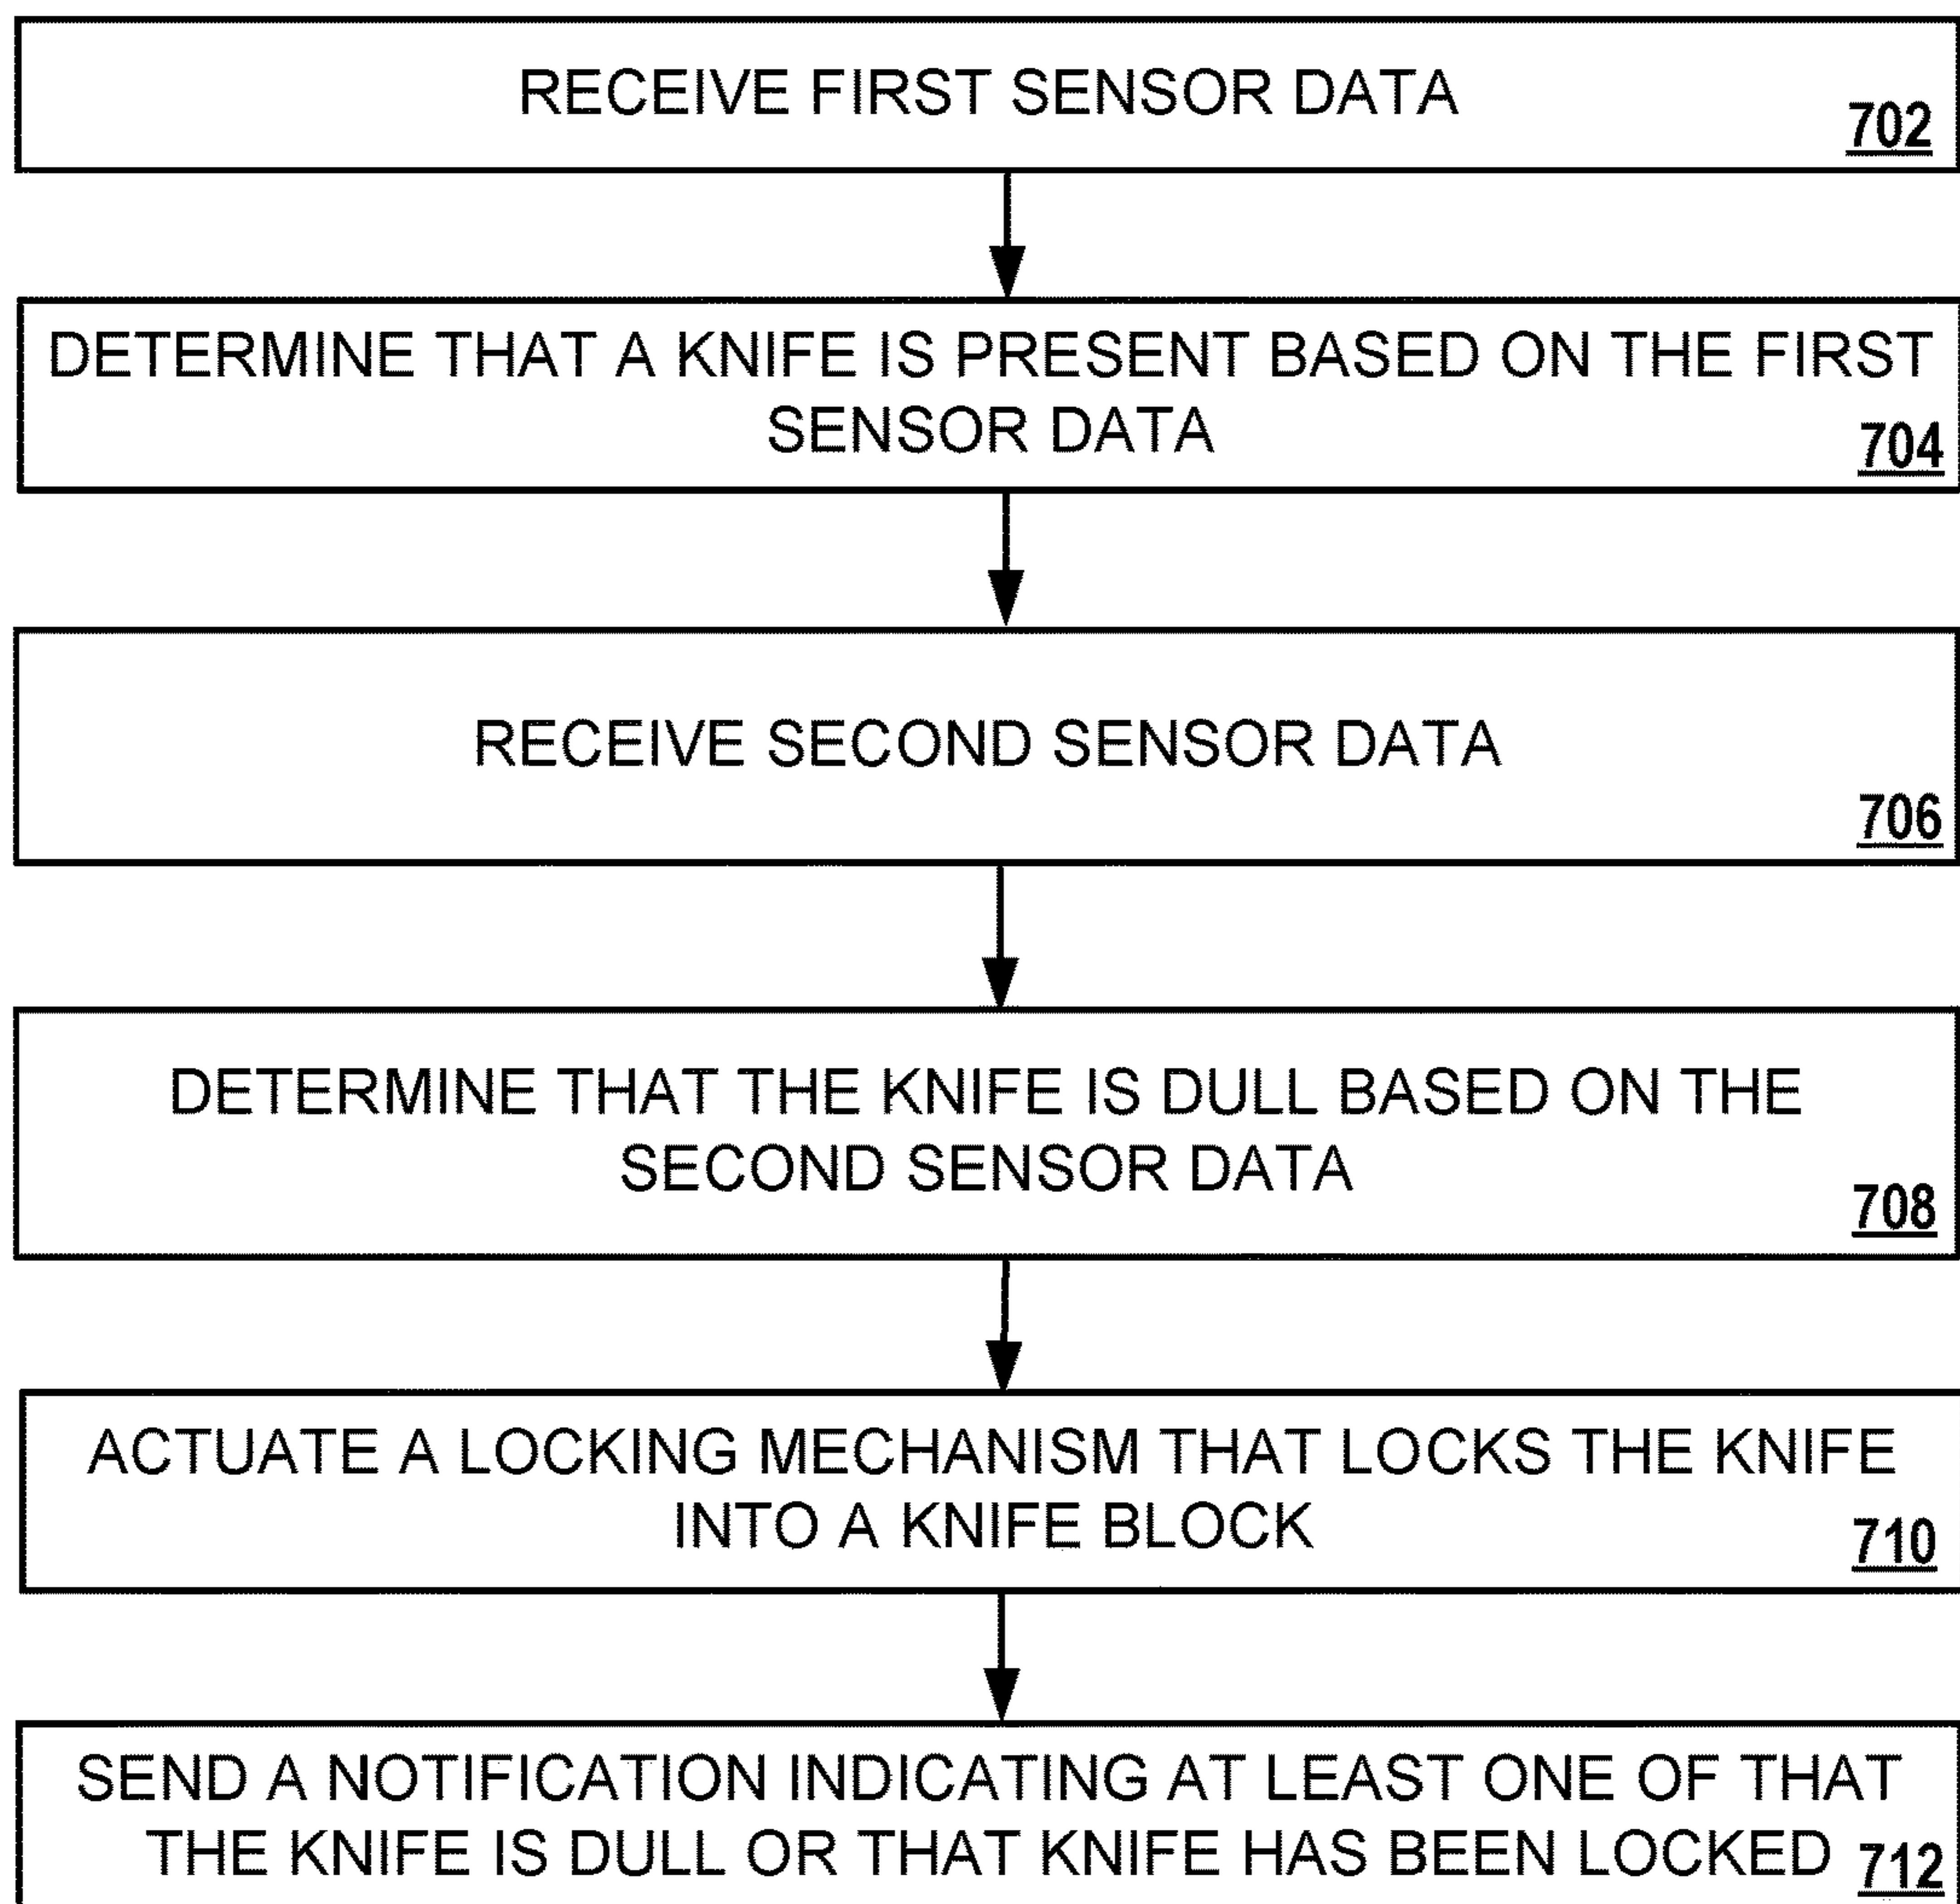 RECEIVE FIRST SENSOR DATA
702
DETERMINE THAT A KNIFE IS PRESENT BASED ON THE FIRST
SENSOR DATA
704
RECEIVE SECOND SENSOR DATA
706
DETERMINE THAT THE KNIFE IS DULL BASED ON THE
SECOND SENSOR DATA
708
ACTUATE A LOCKING MECHANISM THAT LOCKS THE KNIFE
INTO A KNIFE BLOCK
710
SEND A NOTIFICATION INDICATING AT LEAST ONE OF THAT
THE KNIFE IS DULL OR THAT KNIFE HAS BEEN LOCKED
712